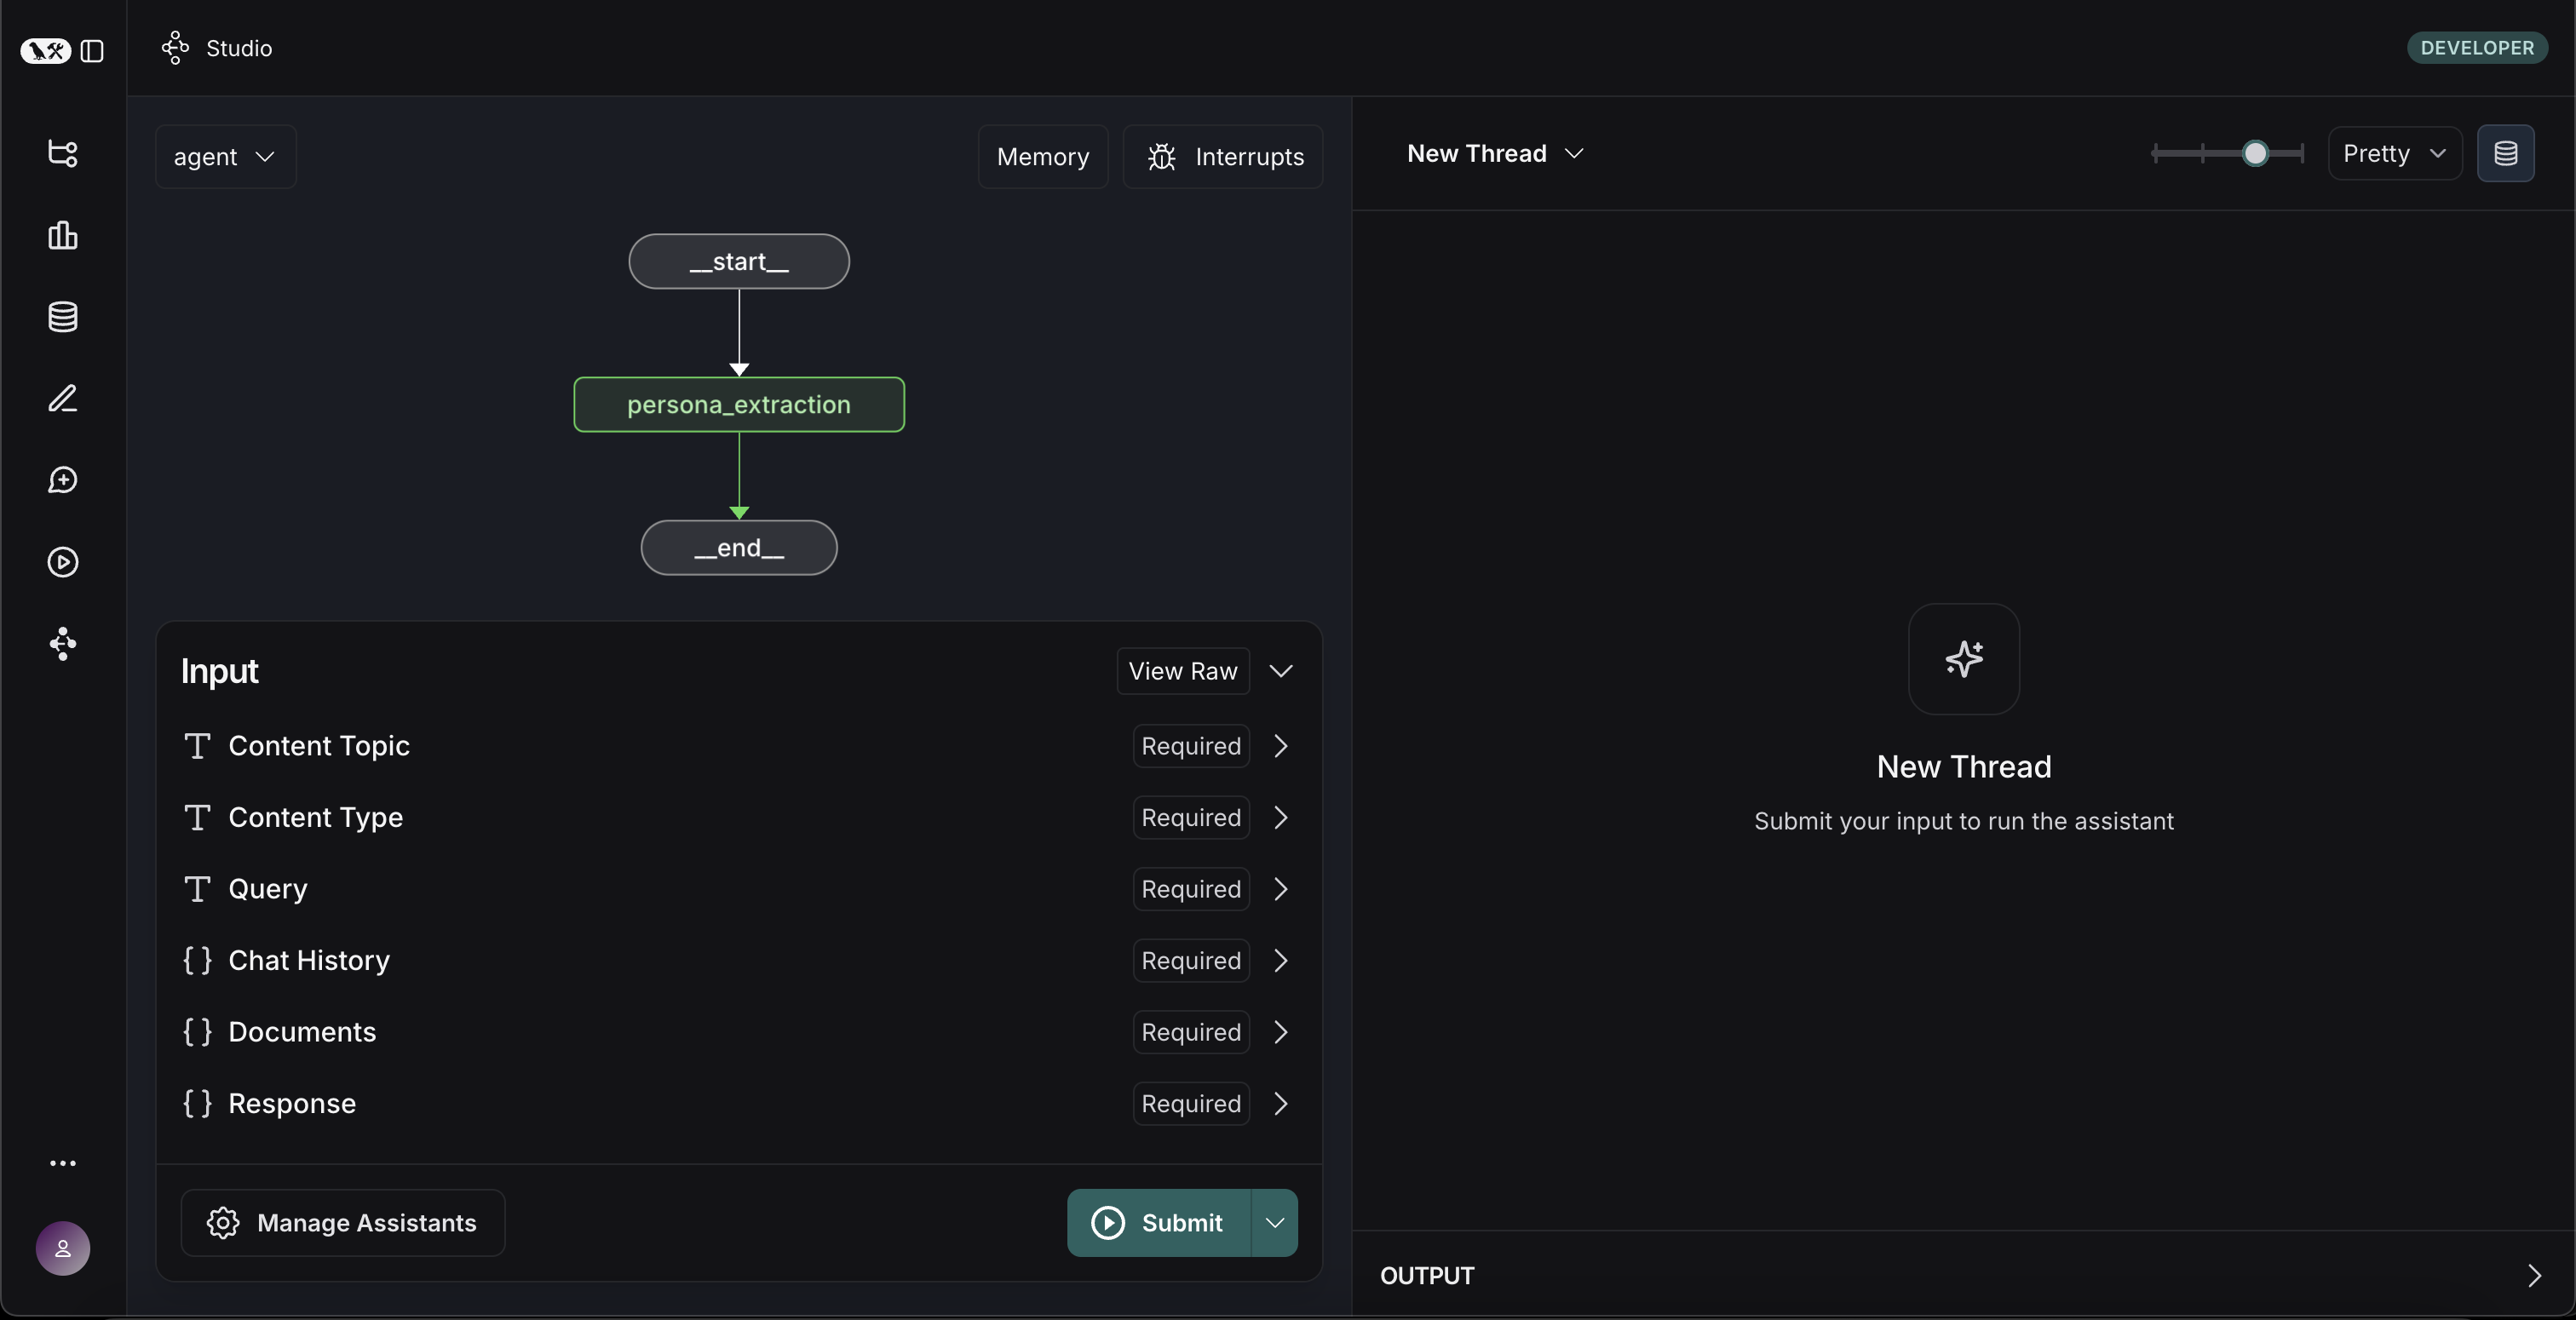 Studio
DEVELOPER
agent
Memory
Interrupts
__start__
persona_extraction
__end__
Input
View Raw
Content Topic
Required
Content Type
Required
Query
Required
Chat History
Required
Documents
Required
Response
Required
Manage Assistants
Submit
New Thread
Pretty
New Thread
Submit your input to run the assistant
OUTPUT